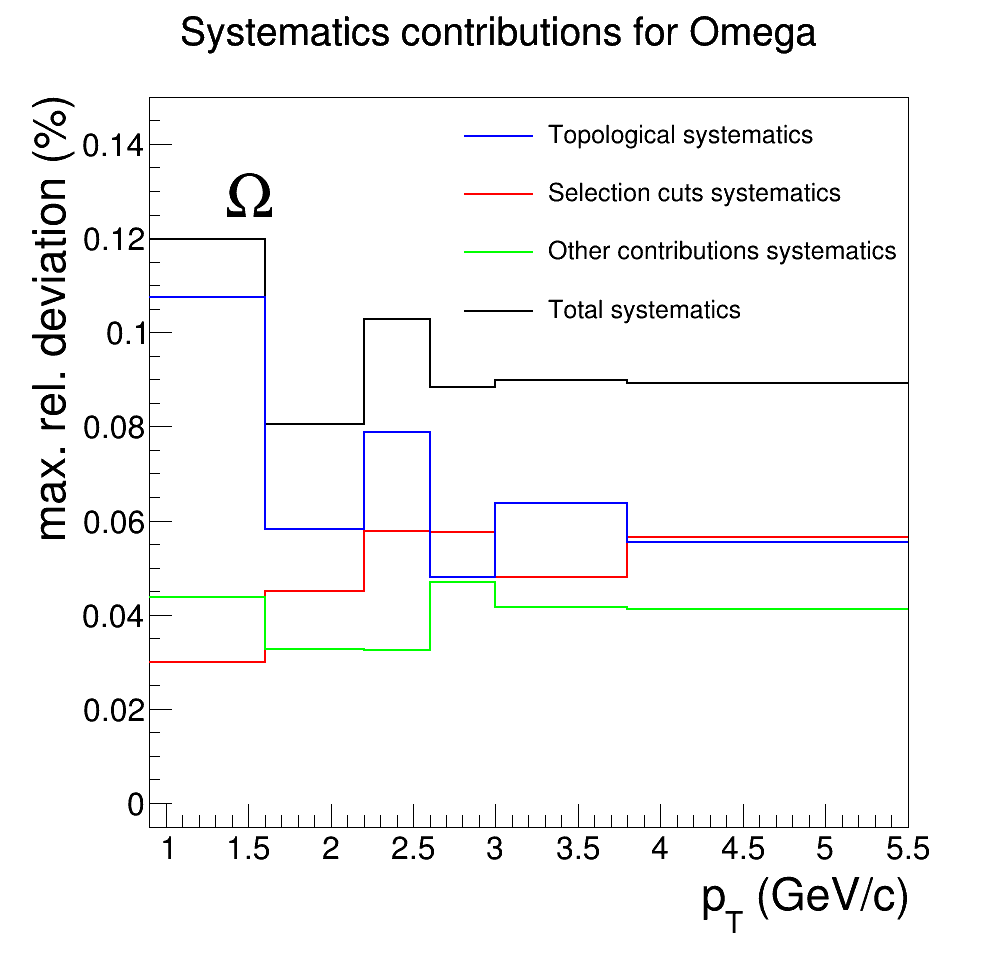 Systematics contributions for Omega
max. rel. deviation (%)
0.14
0.12
0.1
0.08
0.06
0.04
0.02
0
Ω
Topological systematics
Selection cuts systematics
Other contributions systematics
Total systematics
1 1.5 2 2.5 3 3.5 4 4.5 5 5.5
p_T (GeV/c)